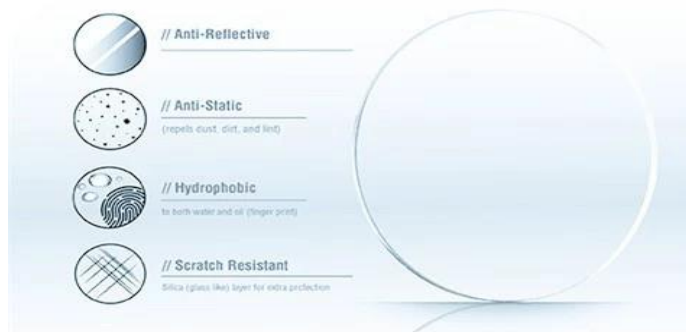 // Anti-Reflective
// Anti-Static
(repels dust, dirt, and lint)
// Hydrophobic
to both water and oil (finger print)
// Scratch Resistant
Silica (glass like) layer for extra protection